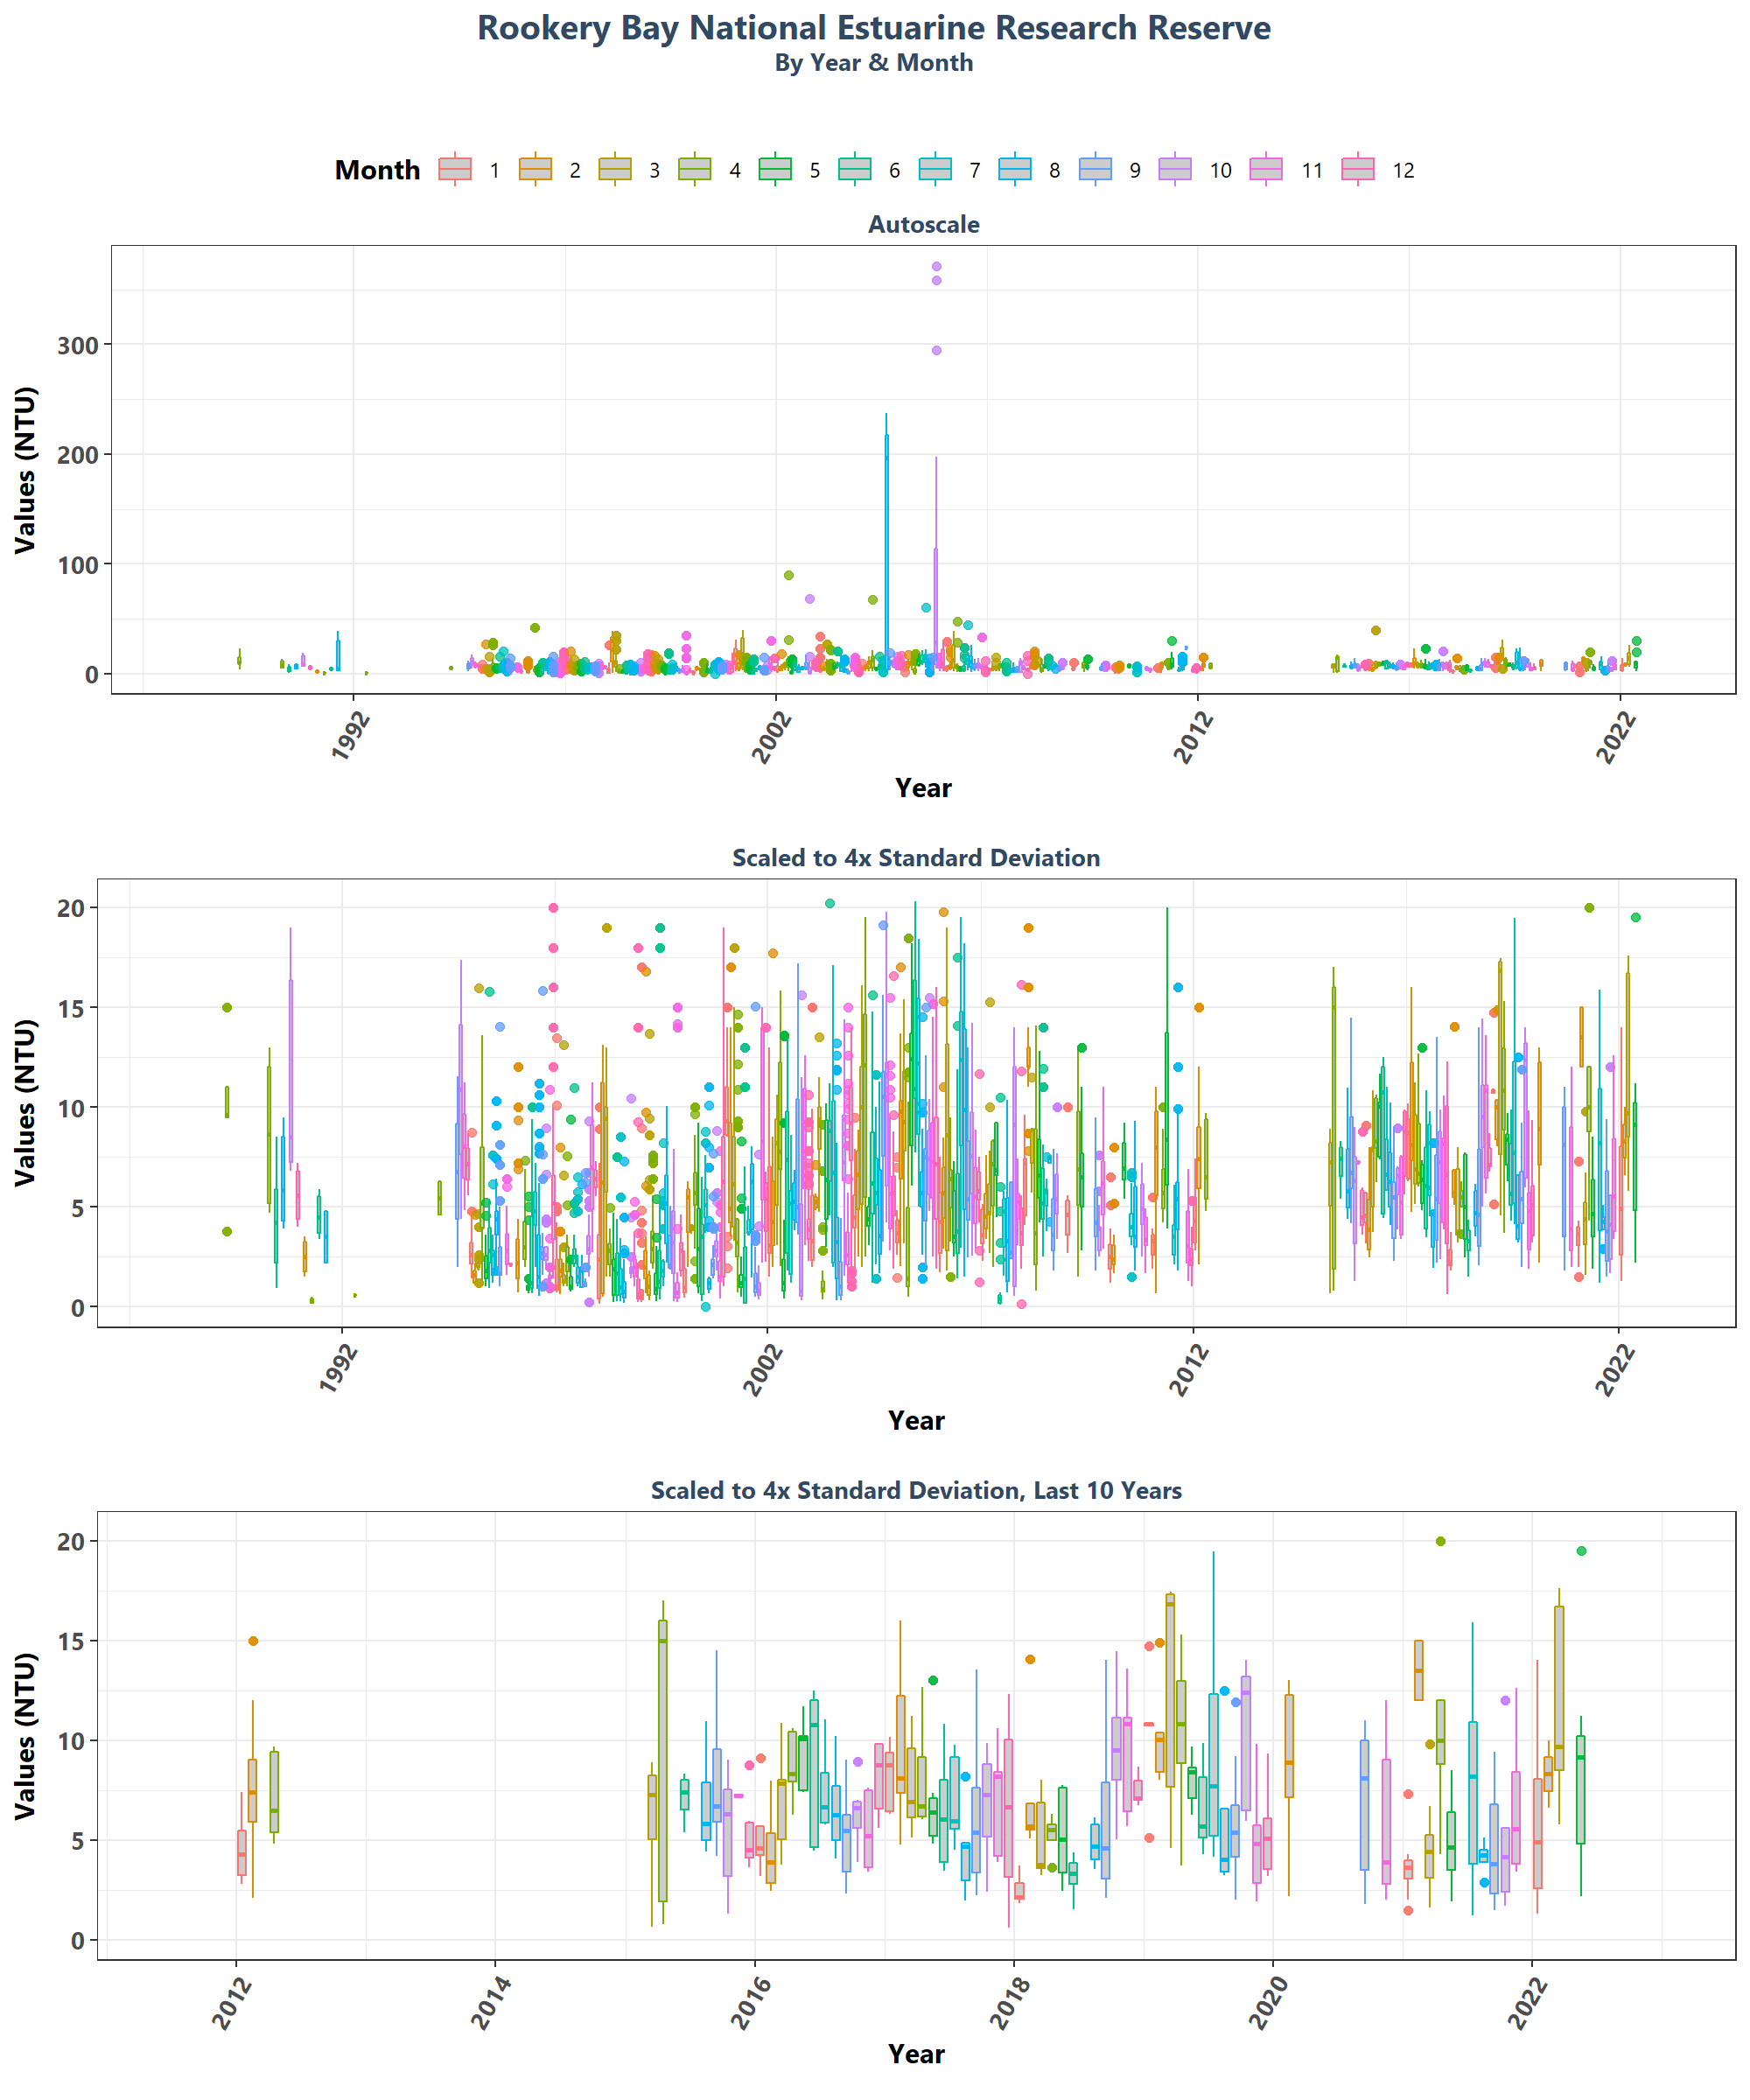 Rookery Bay National Estuarine Research Reserve
By Year & Month
Month 1 2 3 4 5 6 7 8 9 10 11 12
Autoscale
Values (NTU)
300
200
100
0
1992 2002 2012 2022
Year
Scaled to 4x Standard Deviation
Values (NTU)
20
15
10
5
0
1992 2002 2012 2022
Year
Scaled to 4x Standard Deviation, Last 10 Years
Values (NTU)
20
15
10
5
0
2012 2014 2016 2018 2020 2022
Year